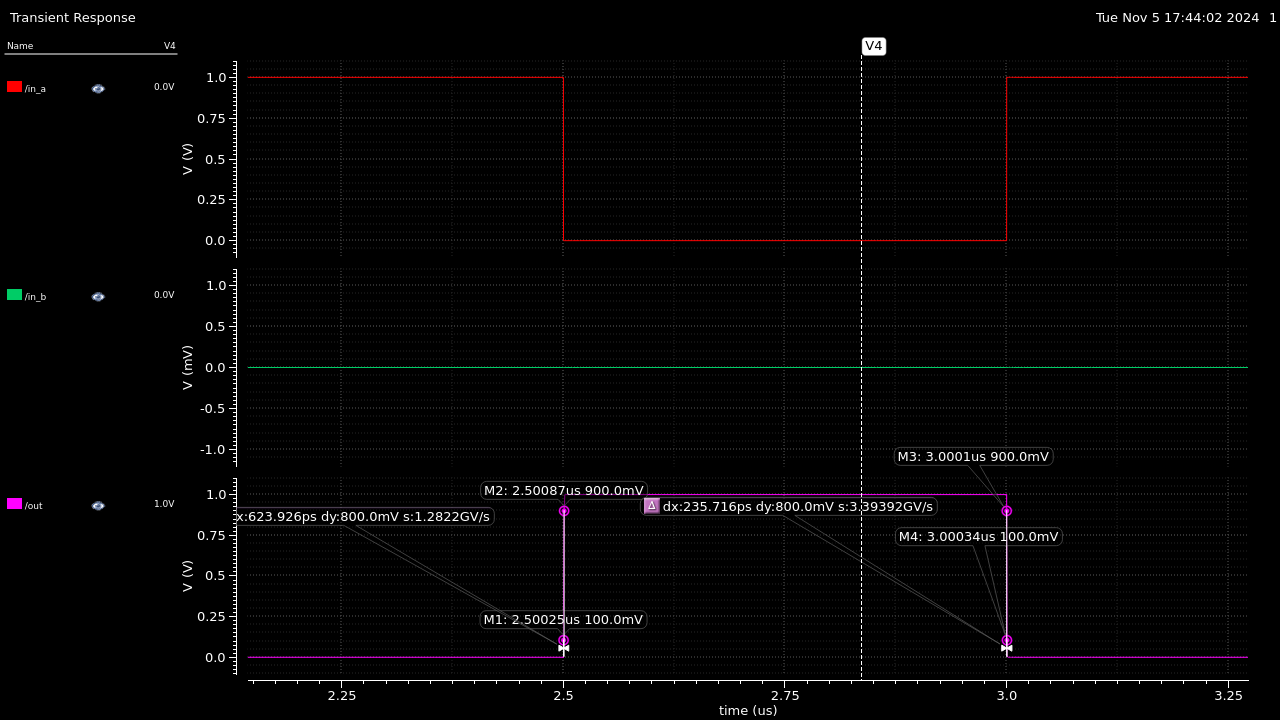 Transient Response
Tue Nov 5 17:44:02 2024 1
Name V4
V4
/in_a 0.0V
1.0
0.75
0.5
0.25
0.0
V (V)
/in_b 0.0V
1.0
0.5
0.0
-0.5
-1.0
V (mV)
/out 1.0V
1.0
0.75
0.5
0.25
0.0
V (V)
M3: 3.0001us 900.0mV
M2: 2.50087us 900.0mV
Δ dx:235.716ps dy:800.0mV s:3.39392GV/s
x:623.926ps dy:800.0mV s:1.2822GV/s
M4: 3.00034us 100.0mV
M1: 2.50025us 100.0mV
2.25 2.5 2.75 3.0 3.25
time (us)